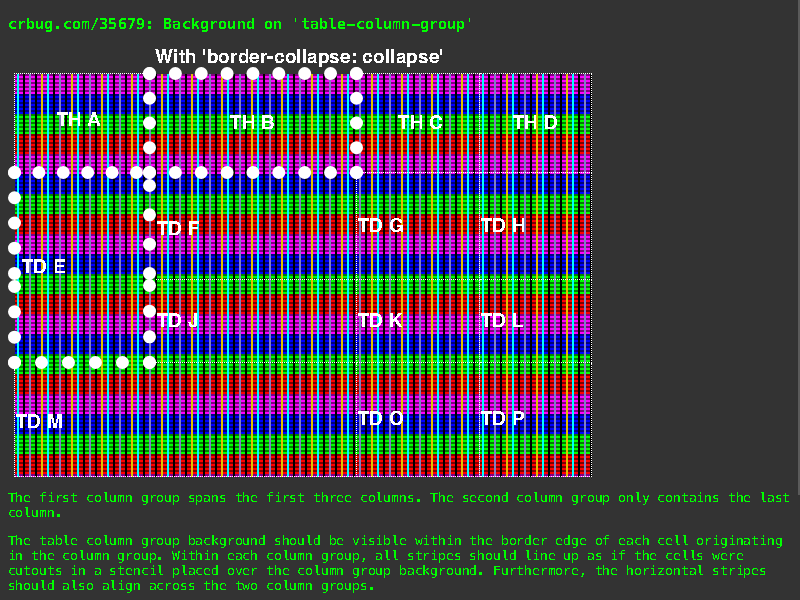 crbug.com/35679: Background on 'table-column-group'
With 'border-collapse: collapse'
TH A TH B TH C TH D
TD E TD F TD G TD H
TD J TD K TD L
TD M TD O TD P
The first column group spans the first three columns. The second column group only contains the last
column.
The table column group background should be visible within the border edge of each cell originating
in the column group. Within each column group, all stripes should line up as if the cells were
cutouts in a stencil placed over the column group background. Furthermore, the horizontal stripes
should also align across the two column groups.